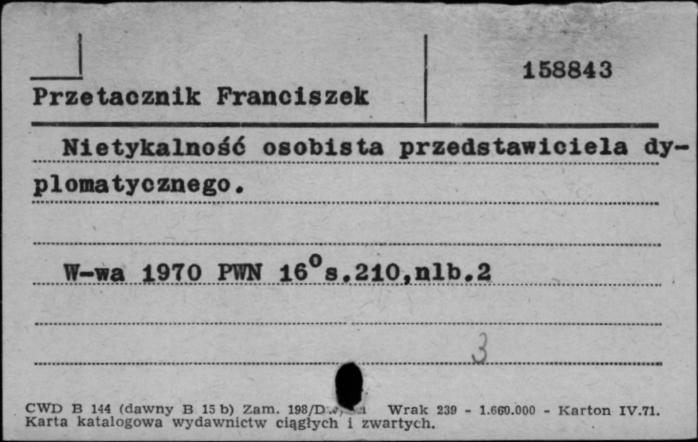 158843
Przetacznik Franciszek
Nietykalność osobista przedstawiciela dy-
plomatycznego.
W-wa 1970 PWN 16° s.210,nlb.2
3
CWD B 144 (dawny B 15 b) Zam. 198/D Wrak 239 - 1.660.000 - Karton IV.71.
Karta katalogowa wydawnictw ciągłych i zwartych.